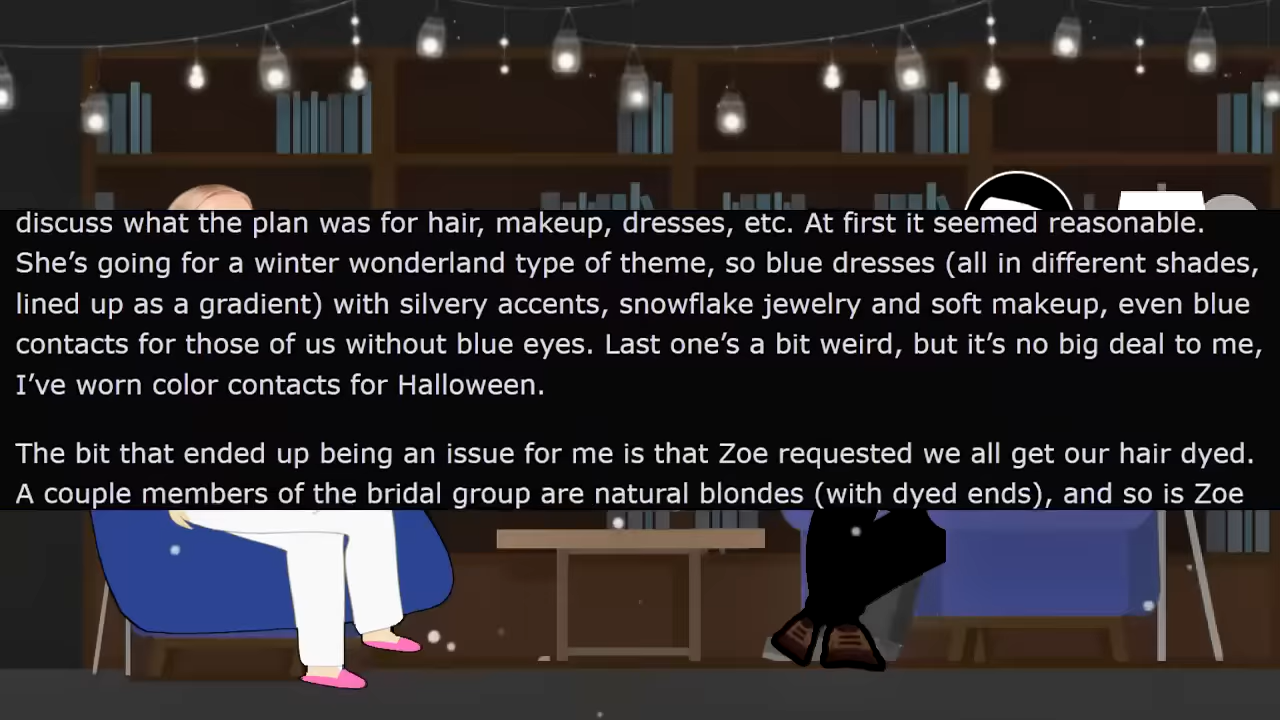 discuss what the plan was for hair, makeup, dresses, etc. At first it seemed reasonable.
She’s going for a winter wonderland type of theme, so blue dresses (all in different shades,
lined up as a gradient) with silvery accents, snowflake jewelry and soft makeup, even blue
contacts for those of us without blue eyes. Last one’s a bit weird, but it’s no big deal to me,
I’ve worn color contacts for Halloween.
The bit that ended up being an issue for me is that Zoe requested we all get our hair dyed.
A couple members of the bridal group are natural blondes (with dyed ends), and so is Zoe